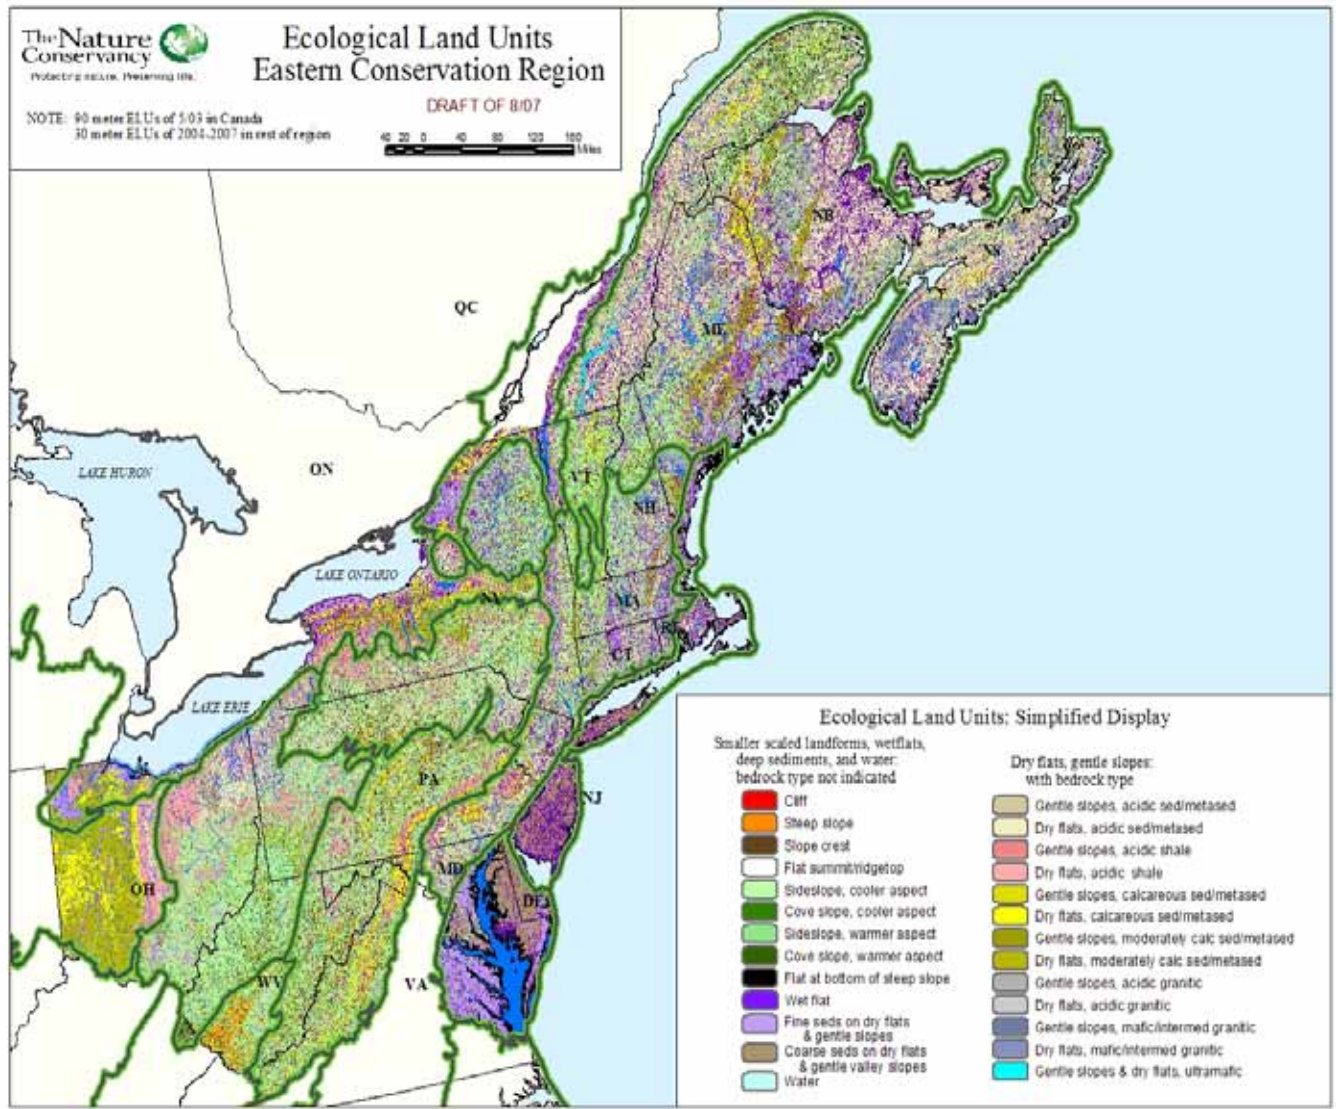 The Nature
Conservancy
Protecting nature. Preserving life.
Ecological Land Units
Eastern Conservation Region
DRAFT OF 8/07
NOTE: 90 meter ELUs of 5/03 in Canada
30 meter ELUs of 2004-2007 in rest of region
40 20 0 40 80 120 160
Miles
NB
NS
QC
ME
ON
LAKE HURON
VT
NH
LAKE ONTARIO
NY
MA
RI
CT
LAKE ERIE
PA
NJ
MD
OH
DE
WV
VA
Ecological Land Units: Simplified Display
Smaller scaled landforms, wetflats,
deep sediments, and water:
bedrock type not indicated
Cliff
Steep slope
Slope crest
Flat summit/ridgetop
Sideslope, cooler aspect
Cove slope, cooler aspect
Sideslope, warmer aspect
Cove slope, warmer aspect
Flat at bottom of steep slope
Wet flat
Fine seds on dry flats
& gentle slopes
Coarse seds on dry flats
& gentle valley slopes
Water
Dry flats, gentle slopes:
with bedrock type
Gentle slopes, acidic sed/metased
Dry flats, acidic sed/metased
Gentle slopes, acidic shale
Dry flats, acidic shale
Gentle slopes, calcareous sed/metased
Dry flats, calcareous sed/metased
Gentle slopes, moderately calc sed/metased
Dry flats, moderately calc sed/metased
Gentle slopes, acidic granitic
Dry flats, acidic granitic
Gentle slopes, mafic/intermed granitic
Dry flats, mafic/intermed granitic
Gentle slopes & dry flats, ultramafic